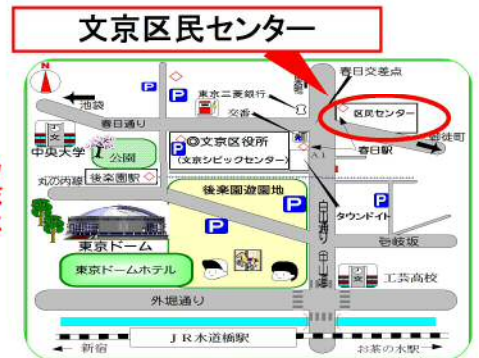 文京区民センター
春日交差点
池袋
東京三菱銀行
交番
区民センター
春日通り
御徒町
中央大学
公園
◎文京区役所
(文京シビックセンター)
A 1
春日駅
丸の内線
後楽園駅
後楽園遊園地
白山通り
タウンドイト
壱岐坂
東京ドーム
東京ドームホテル
工芸高校
外堀通り
JR水道橋駅
新宿
お茶の水駅
P
P
P
P
P